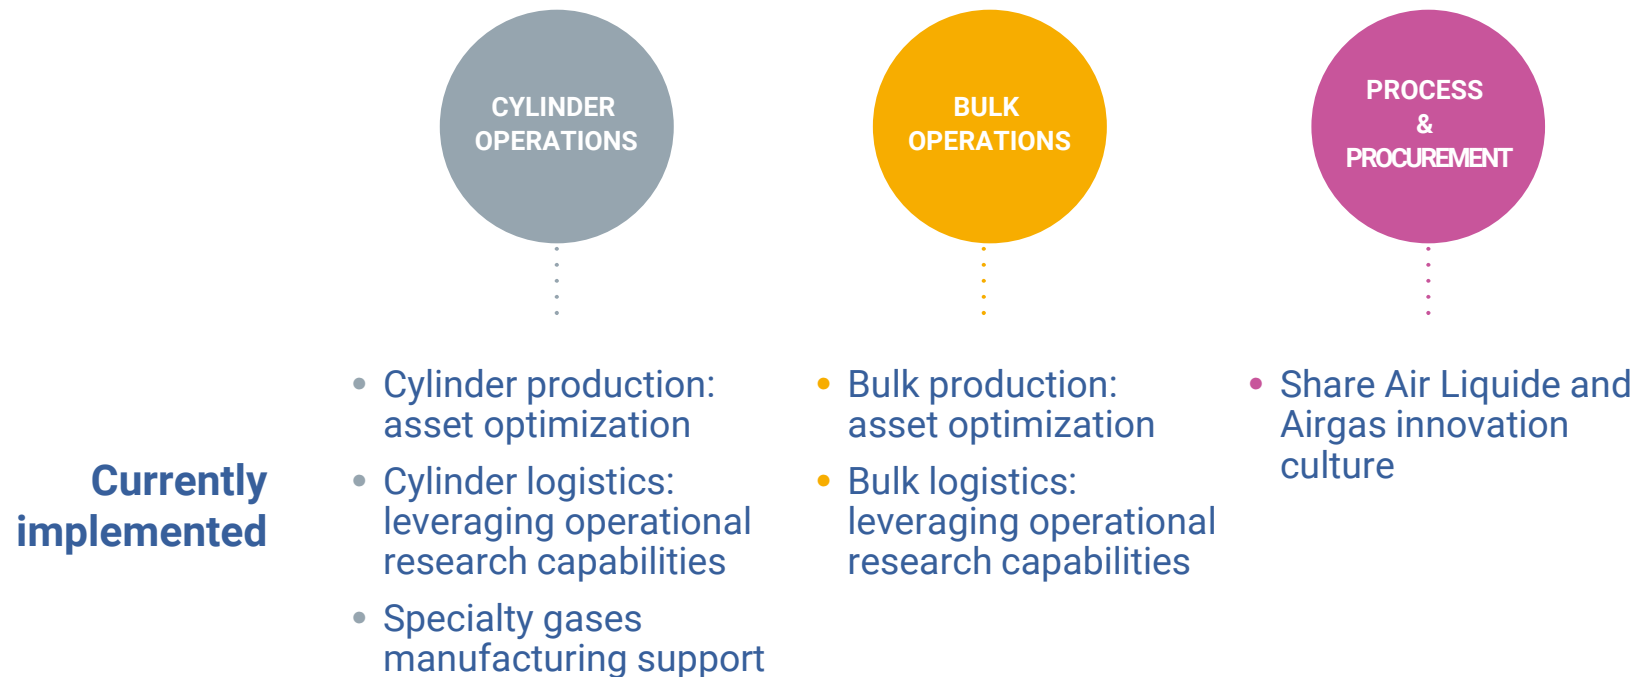 CYLINDER
OPERATIONS
BULK
OPERATIONS
PROCESS
&
PROCUREMENT
Currently
implemented
• Cylinder production:
asset optimization
• Cylinder logistics:
leveraging operational
research capabilities
• Specialty gases
manufacturing support
• Bulk production:
asset optimization
• Bulk logistics:
leveraging operational
research capabilities
• Share Air Liquide and
Airgas innovation
culture